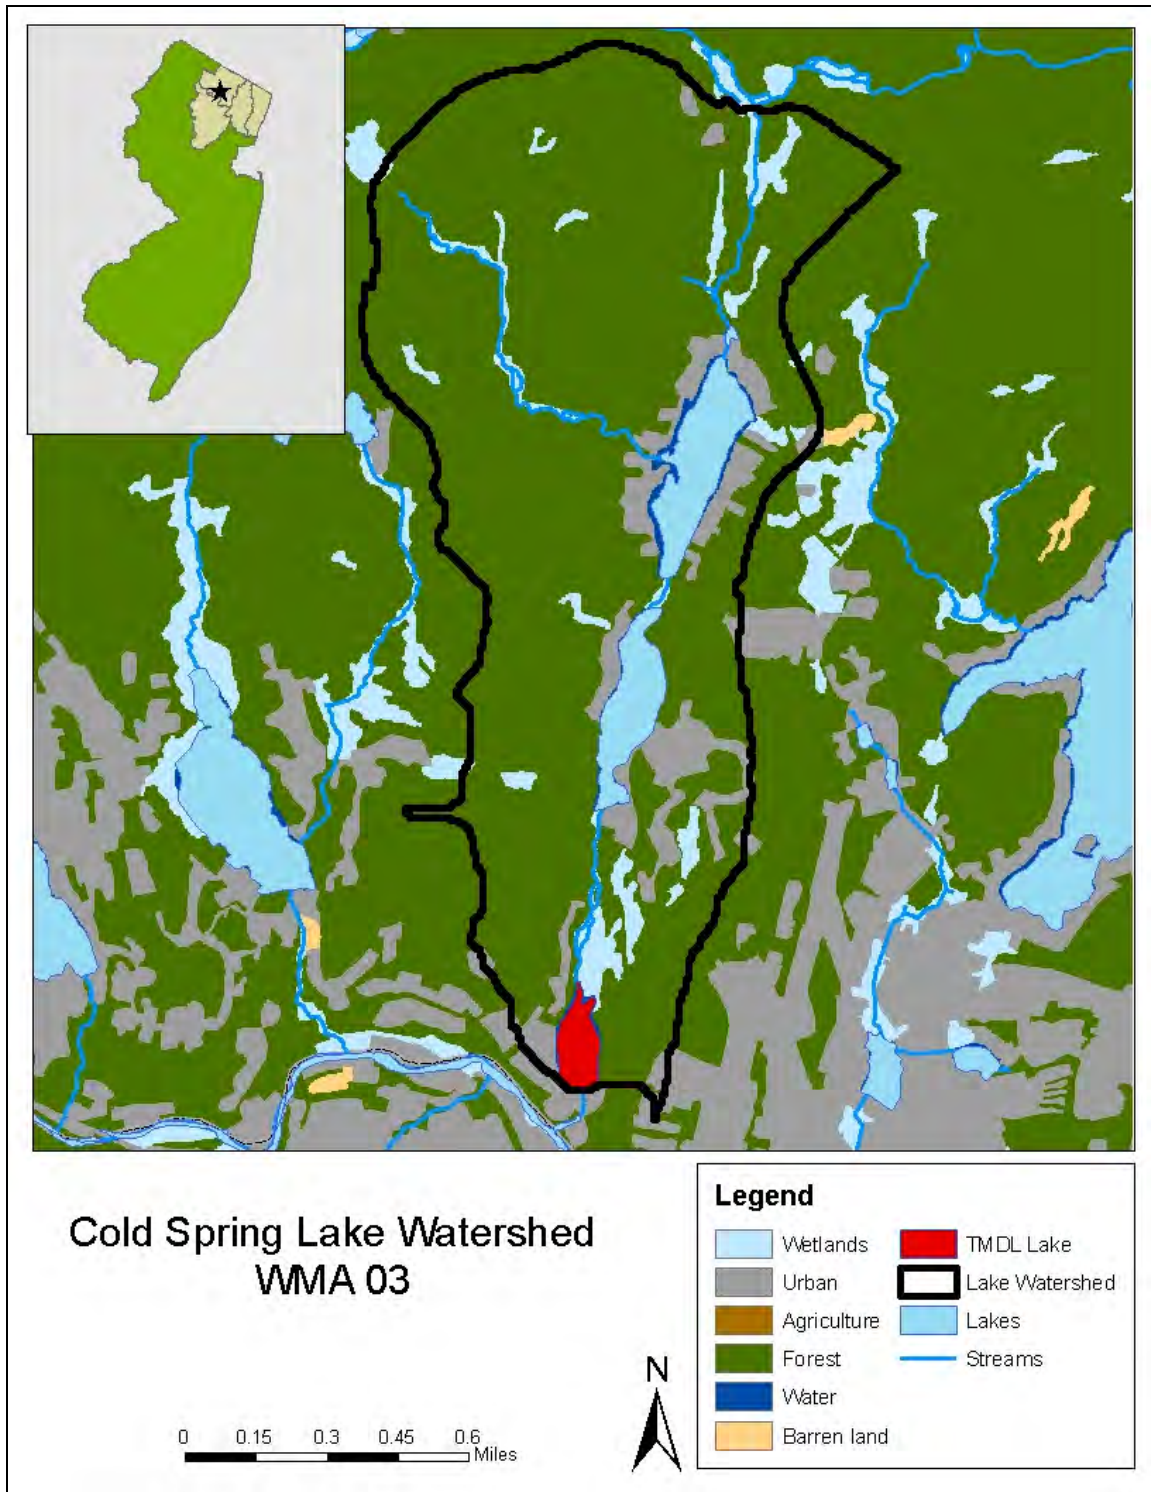 Cold Spring Lake Watershed
WMA 03
0 0.15 0.3 0.45 0.6
Miles
N
Legend
Wetlands
Urban
Agriculture
Forest
Water
Barren land
TMDL Lake
Lake Watershed
Lakes
Streams